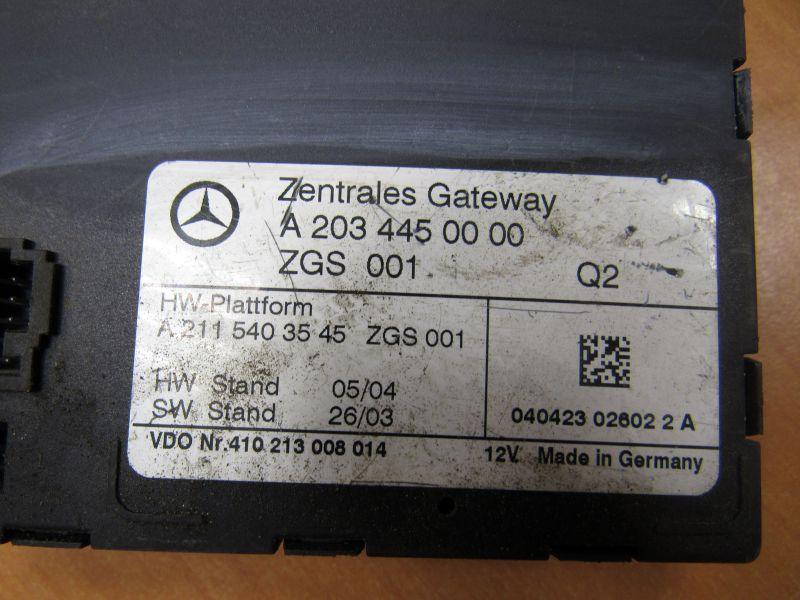 Zentrales Gateway
A 203 445 00 00
ZGS 001 Q2
HW-Plattform
A 211 540 35 45 ZGS 001
HW Stand 05/04
SW Stand 26/03
040423 02602 2 A
VDO Nr.410 213 008 014 12V Made in Germany